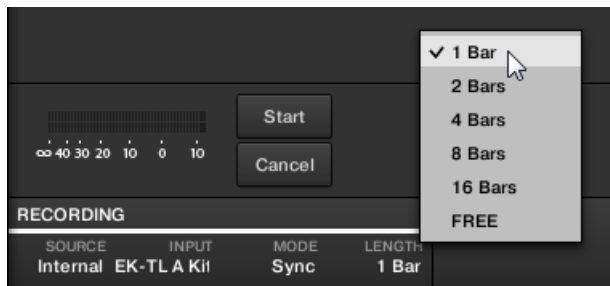 ✓ 1 Bar
2 Bars
4 Bars
8 Bars
16 Bars
FREE
Start
Cancel
∞ 40 30 20 10 0 10
RECORDING
SOURCE INPUT MODE LENGTH
Internal EK-TL A Kit Sync 1 Bar